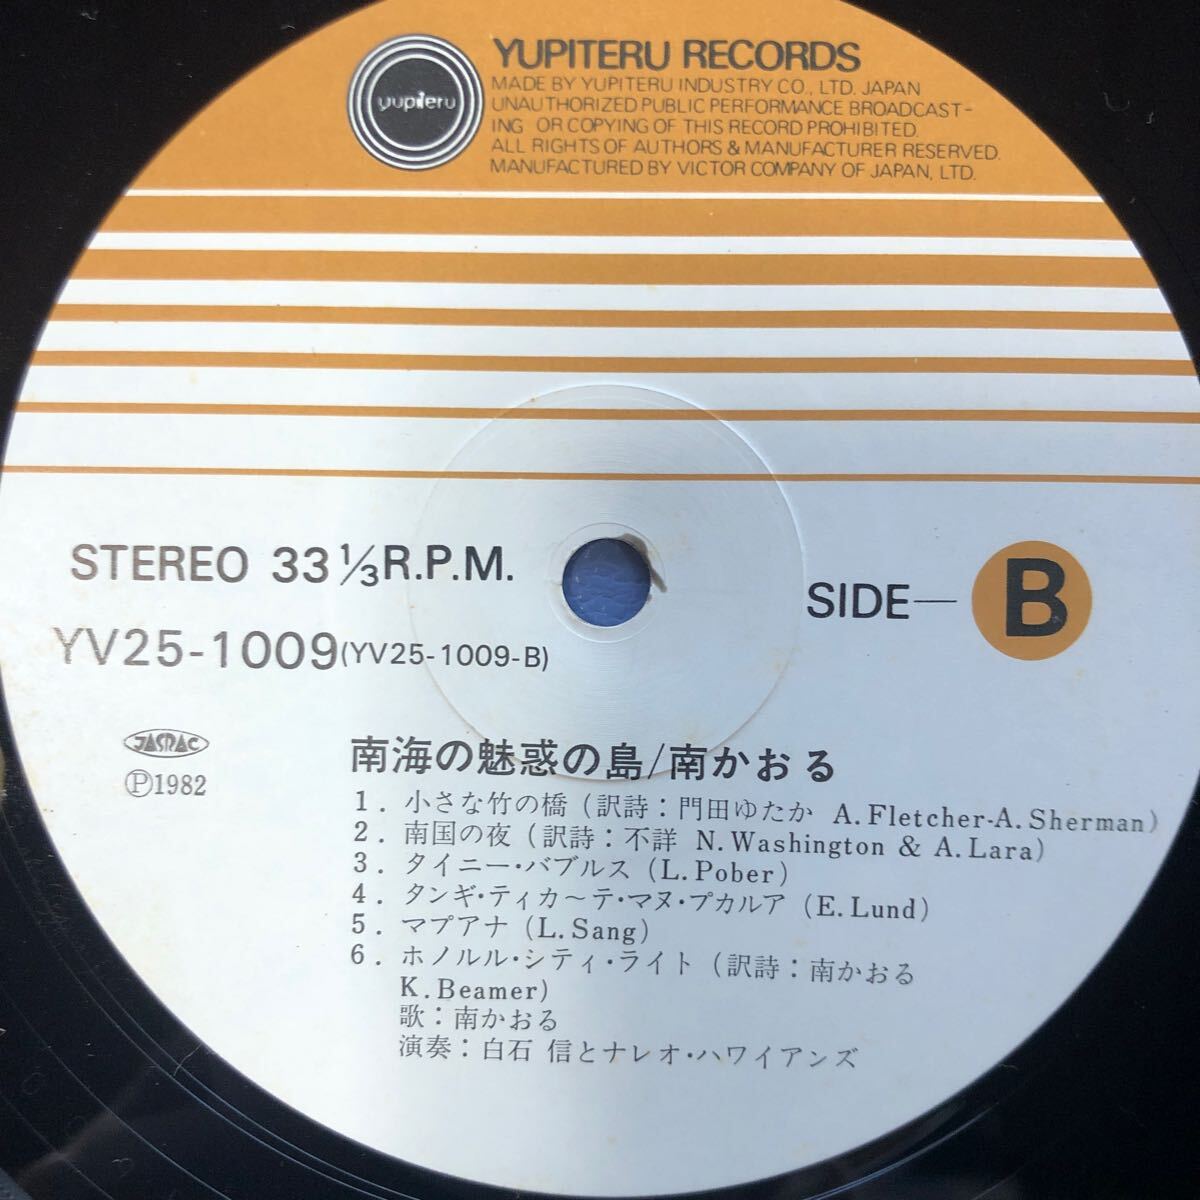 yupiteru
YUPITERU RECORDS
MADE BY YUPITERU INDUSTRY CO., LTD. JAPAN
UNAUTHORIZED PUBLIC PERFORMANCE BROADCAST-
ING OR COPYING OF THIS RECORD PROHIBITED.
ALL RIGHTS OF AUTHORS & MANUFACTURER RESERVED.
MANUFACTURED BY VICTOR COMPANY OF JAPAN, LTD.
STEREO 33 ⅓ R.P.M.
SIDE— B
YV25-1009 (YV25-1009-B)
JASRAC
Ⓟ1982
南海の魅惑の島/南かおる
1. 小さな竹の橋 (訳詩:門田ゆたか A. Fletcher-A. Sherman)
2. 南国の夜 (訳詩:不詳 N. Washington & A. Lara)
3. タイニー・バブルス (L. Pober)
4. タンギ・ティカ〜テ・マヌ・プカルア (E. Lund)
5. マプアナ (L. Sang)
6. ホノルル・シティ・ライト (訳詩:南かおる
K. Beamer)
歌:南かおる
演奏:白石 信とナレオ・ハワイアンズ